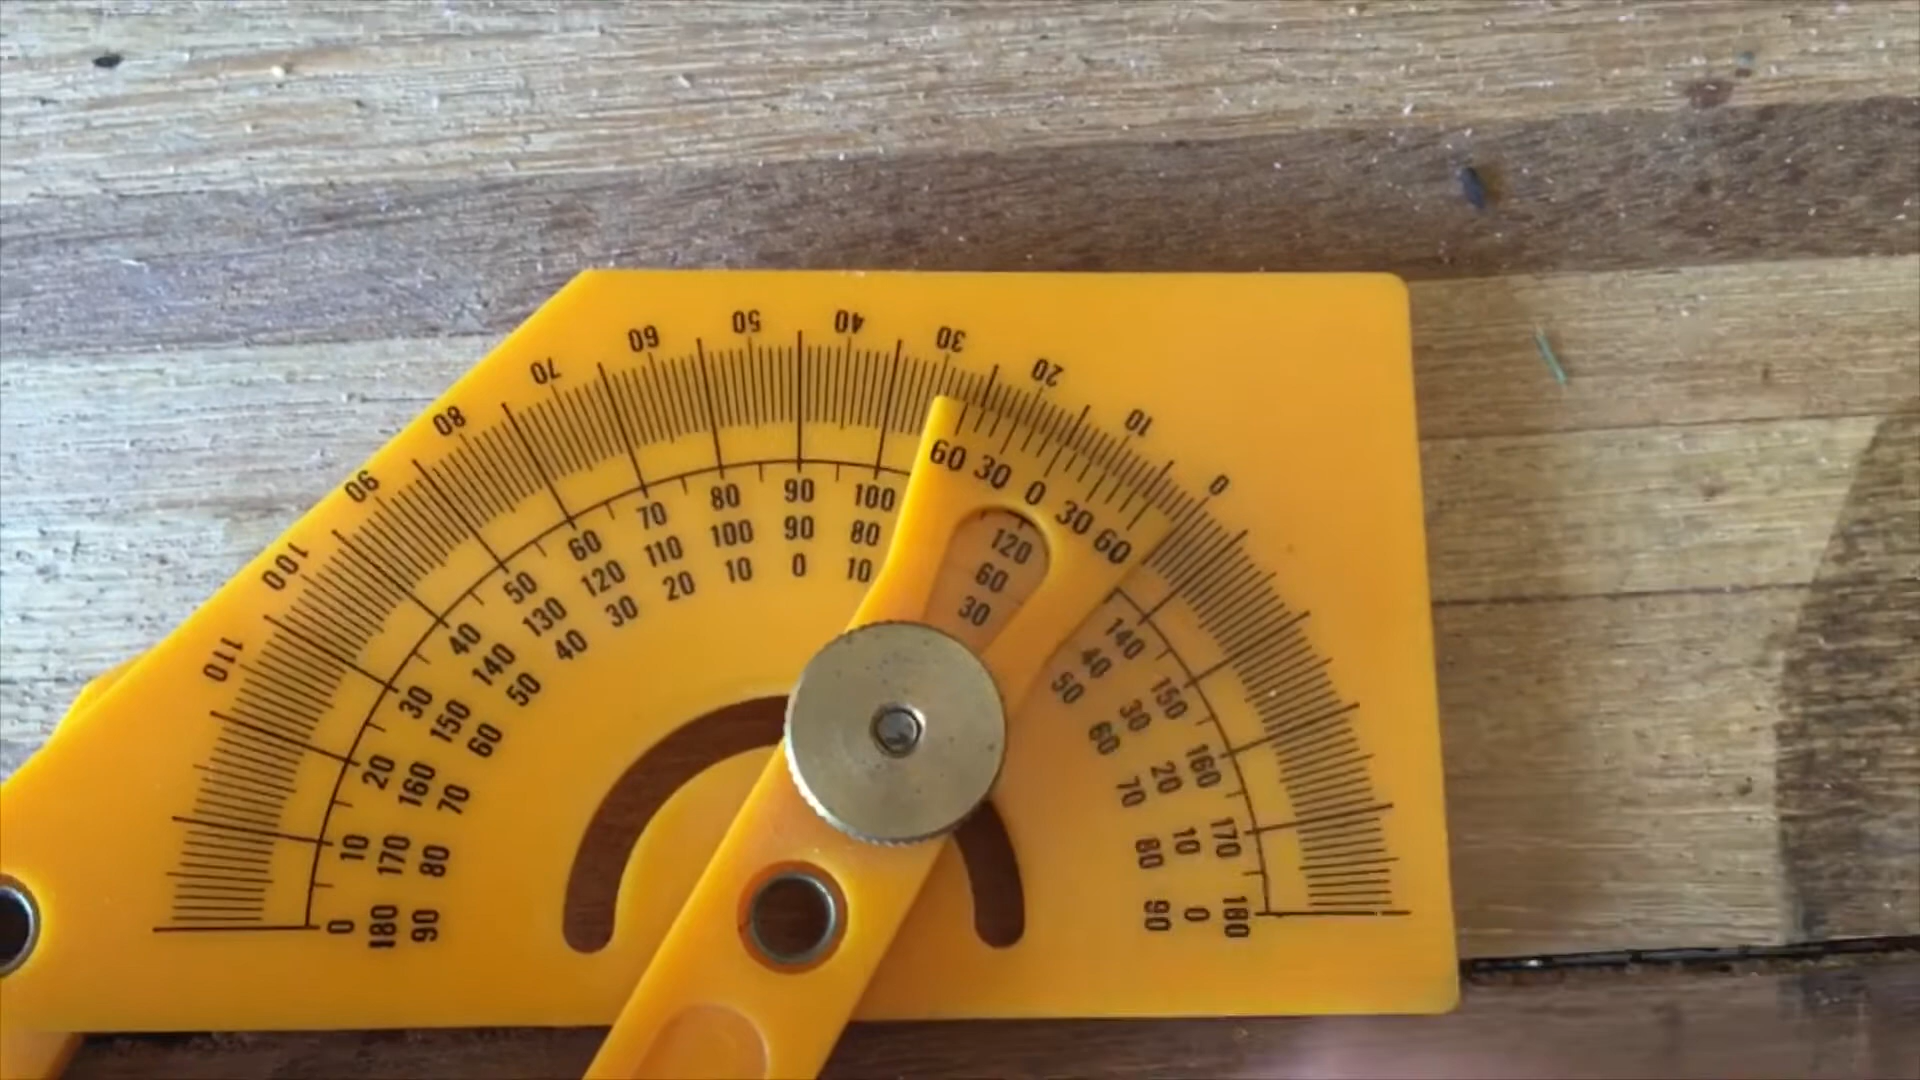 110 100 90 80 70 60 50 40 30 20 10 0
60 30 0 30 60
0 10 20 30 40 50 60 70 80 90 100 120 140 150 160 170 180
180 170 160 150 140 130 120 110 100 90 80 60 40 30 20 10 0
90 80 70 60 50 40 30 20 10 0 10 30 50 60 70 80 90